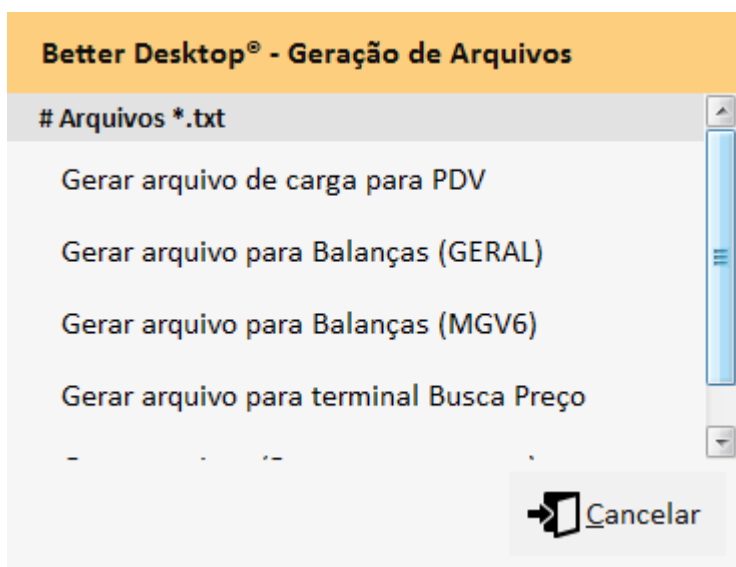 Better Desktop® - Geração de Arquivos
# Arquivos *.txt
Gerar arquivo de carga para PDV
Gerar arquivo para Balanças (GERAL)
Gerar arquivo para Balanças (MGV6)
Gerar arquivo para terminal Busca Preço
Cancelar